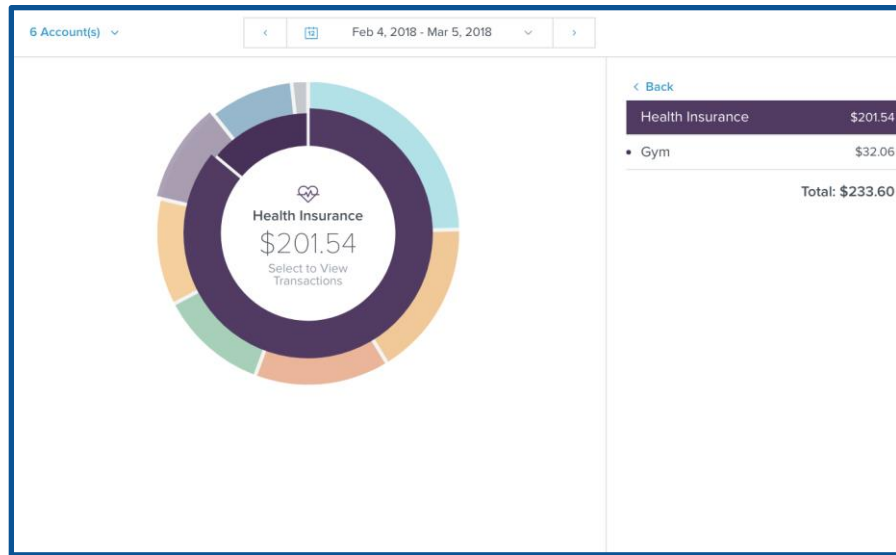 6 Account(s)
12
Feb 4, 2018 - Mar 5, 2018
Back
Health Insurance $201.54
Gym $32.06
Total: $233.60
Health Insurance
$201.54
Select to View
Transactions